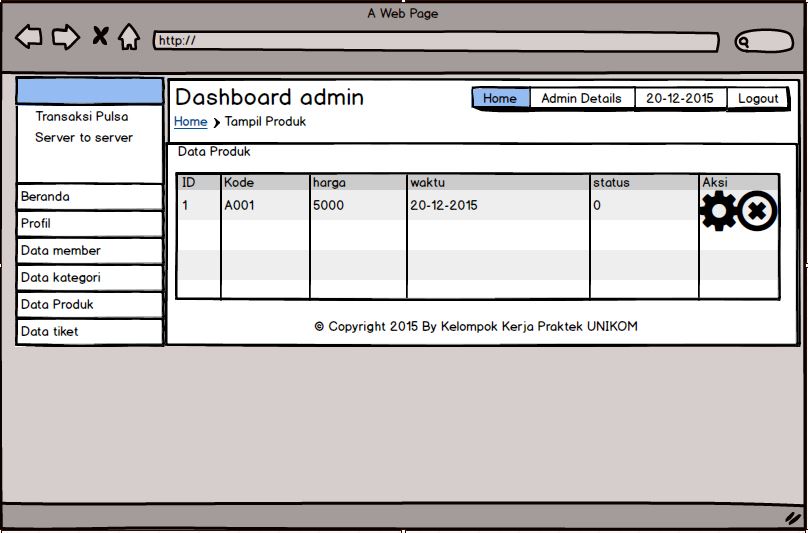 A Web Page
http://
Transaksi Pulsa
Server to server
Beranda
Profil
Data member
Data kategori
Data Produk
Data tiket
Dashboard admin
Home Admin Details 20-12-2015 Logout
Home Tampil Produk
Data Produk
ID Kode harga waktu status Aksi
1 A001 5000 20-12-2015 0
© Copyright 2015 By Kelompok Kerja Praktek UNIKOM